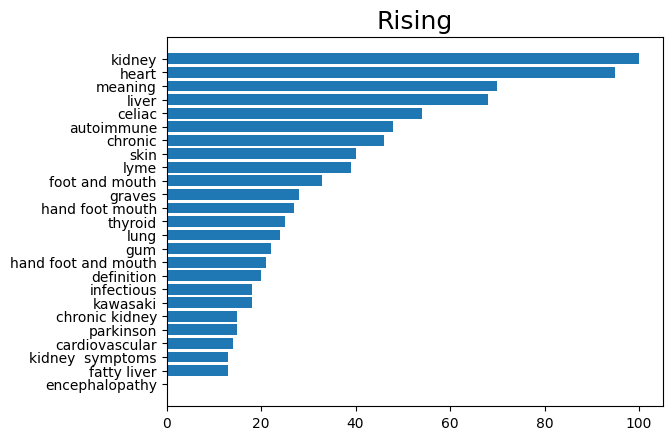 Rising
kidney
heart
meaning
liver
celiac
autoimmune
chronic
skin
lyme
foot and mouth
graves
hand foot mouth
thyroid
lung
gum
hand foot and mouth
definition
infectious
kawasaki
chronic kidney
parkinson
cardiovascular
kidney  symptoms
fatty liver
encephalopathy
0 20 40 60 80 100